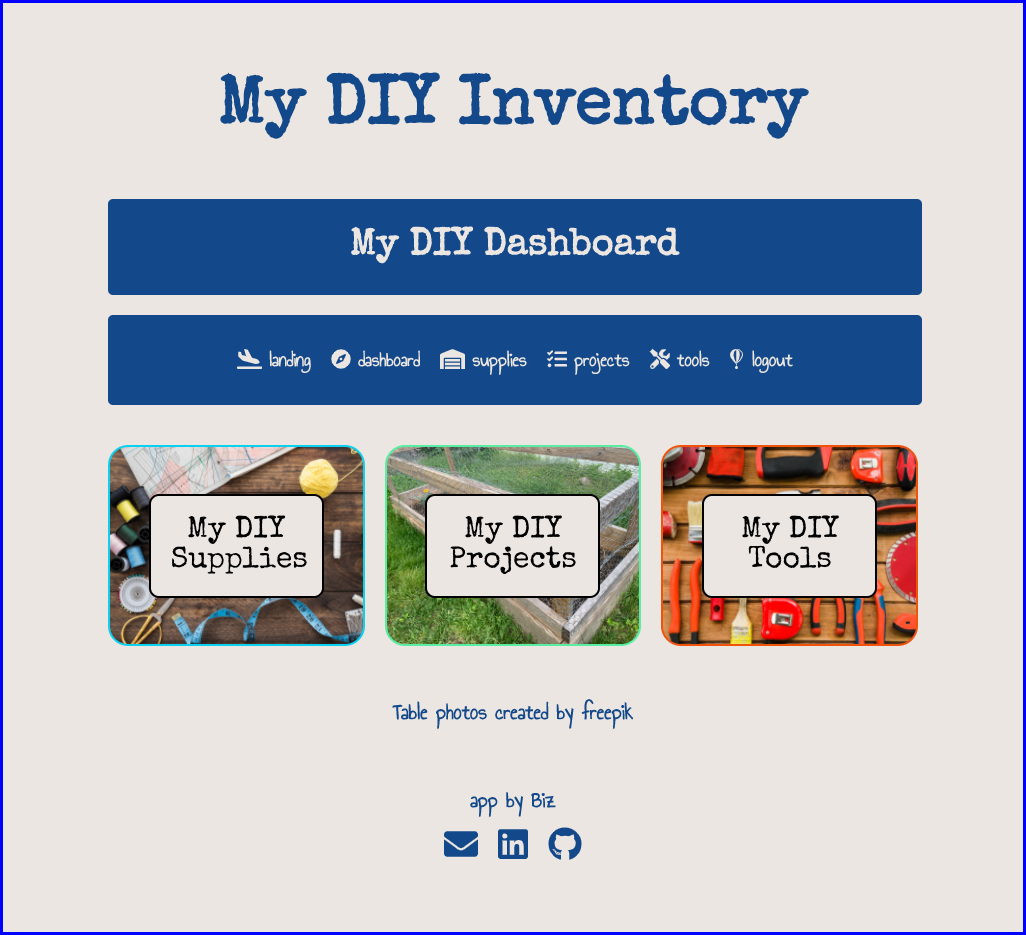 My DIY Inventory
My DIY Dashboard
landing dashboard supplies projects tools logout
My DIY
Supplies
My DIY
Projects
My DIY
Tools
Table photos created by freepik
app by Biz
in